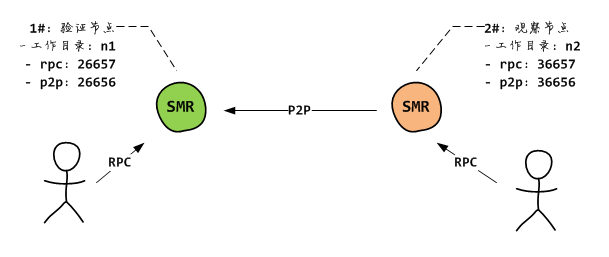 1#: 验证节点
- 工作目录: n1
- rpc: 26657
- p2p: 26656
2#: 观察节点
- 工作目录: n2
- rpc: 36657
- p2p: 36656
SMR
P2P
SMR
RPC
RPC